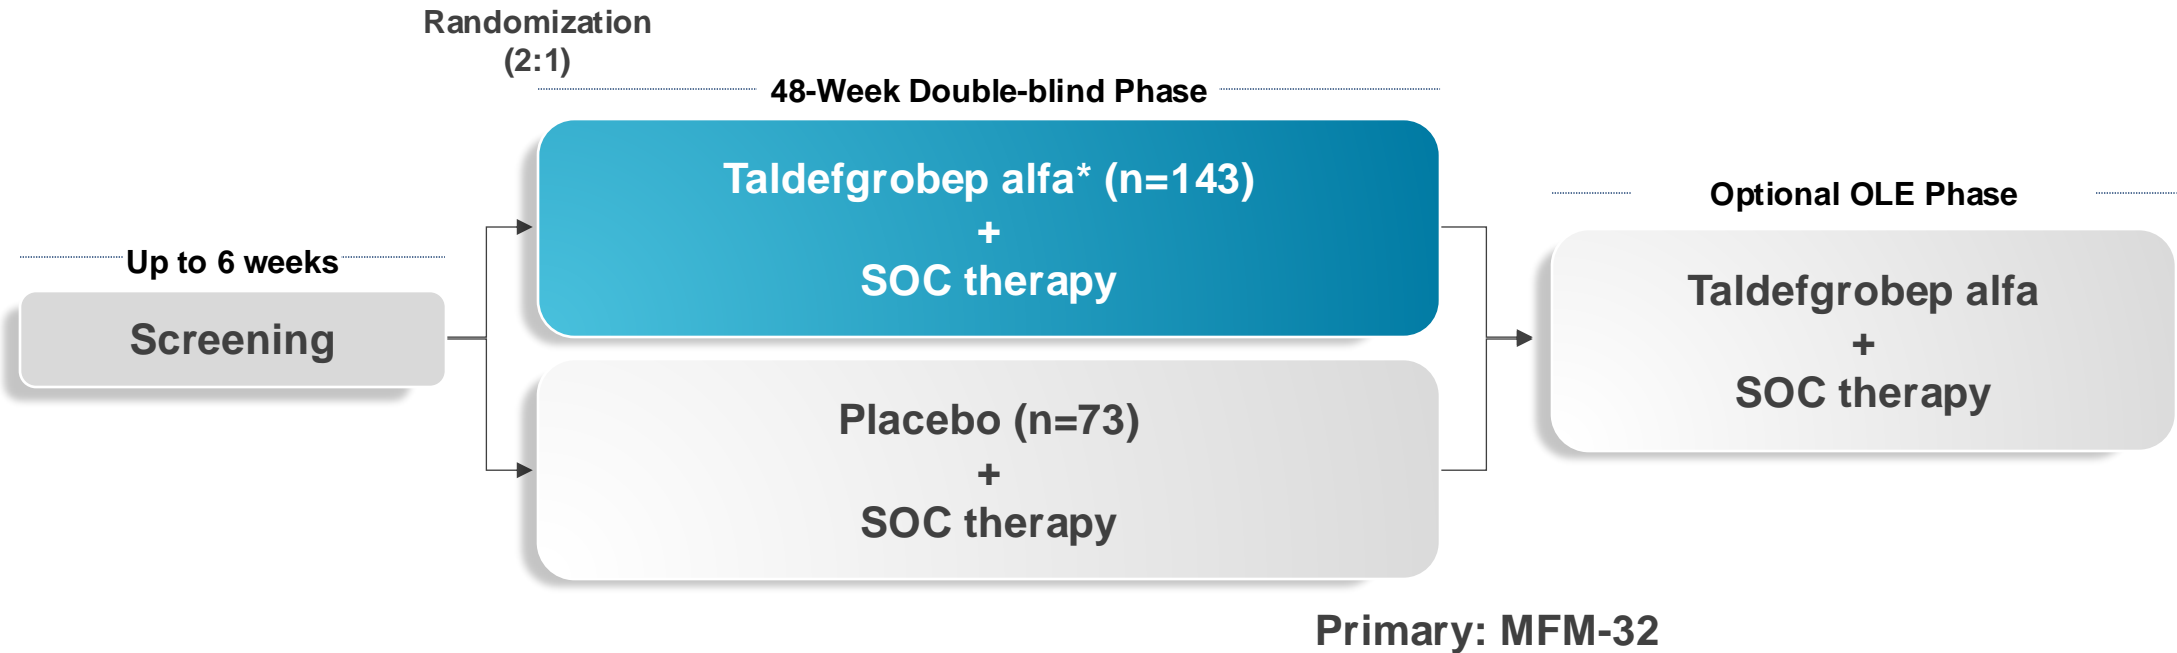 Randomization
(2:1)
48-Week Double-blind Phase
Taldefgrobep alfa* (n=143)
+
SOC therapy
Optional OLE Phase
Up to 6 weeks
Screening
Taldefgrobep alfa
+
SOC therapy
Placebo (n=73)
+
SOC therapy
Primary: MFM-32